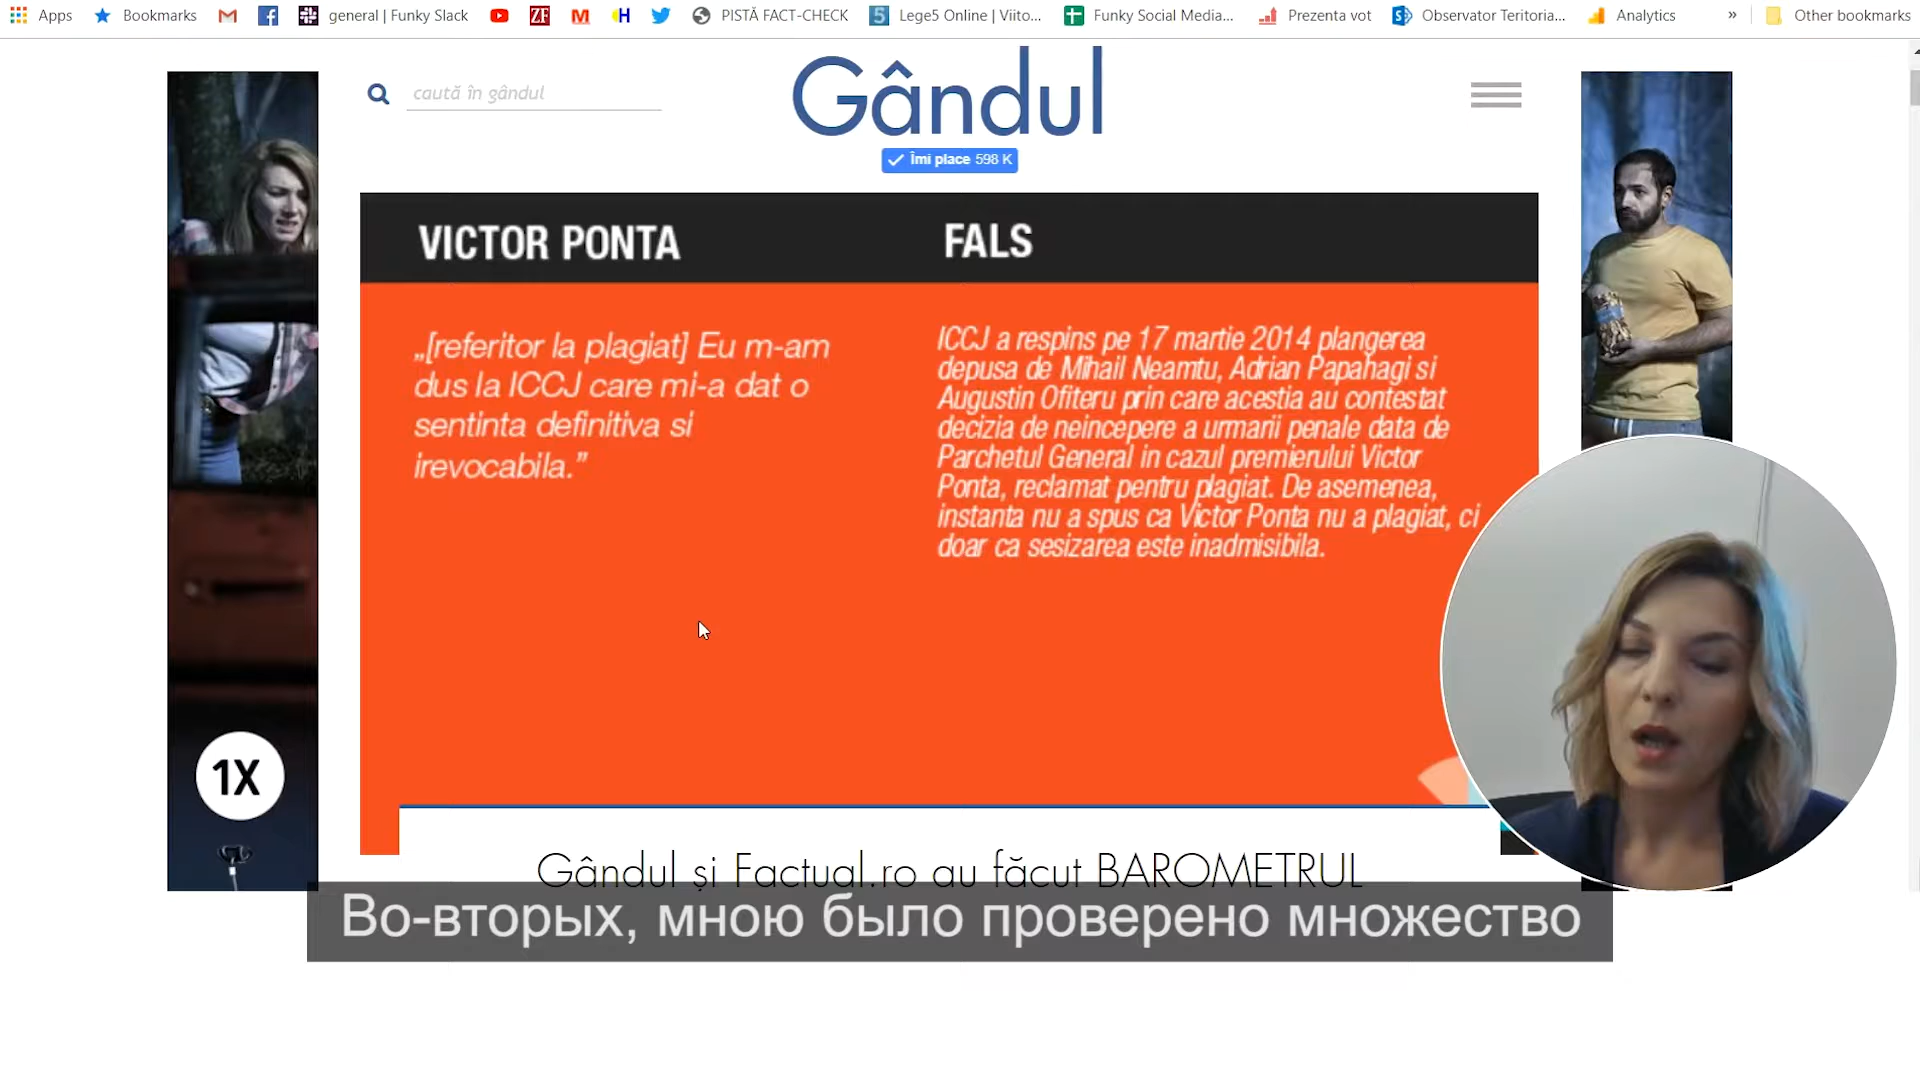 Apps Bookmarks general | Funky Slack PISTĂ FACT-CHECK Lege5 Online | Viito... Funky Social Media... Prezenta vot Observator Teritoria... Analytics » Other bookmarks
caută în gândul
Gândul
Îmi place 598 K
VICTOR PONTA
FALS
„[referitor la plagiat] Eu m-am
dus la ICCJ care mi-a dat o
sentinta definitiva si
irevocabila.”
ICCJ a respins pe 17 martie 2014 plangerea
depusa de Mihail Neamtu, Adrian Papahagi si
Augustin Ofiteru prin care acestia au contestat
decizia de neincepere a urmarii penale data de
Parchetul General in cazul premierului Victor
Ponta, reclamat pentru plagiat. De asemenea,
instanta nu a spus ca Victor Ponta nu a plagiat, ci
doar ca sesizarea este inadmisibila.
1X
Gândul și Factual.ro au făcut BAROMETRUL
Во-вторых, мною было проверено множество